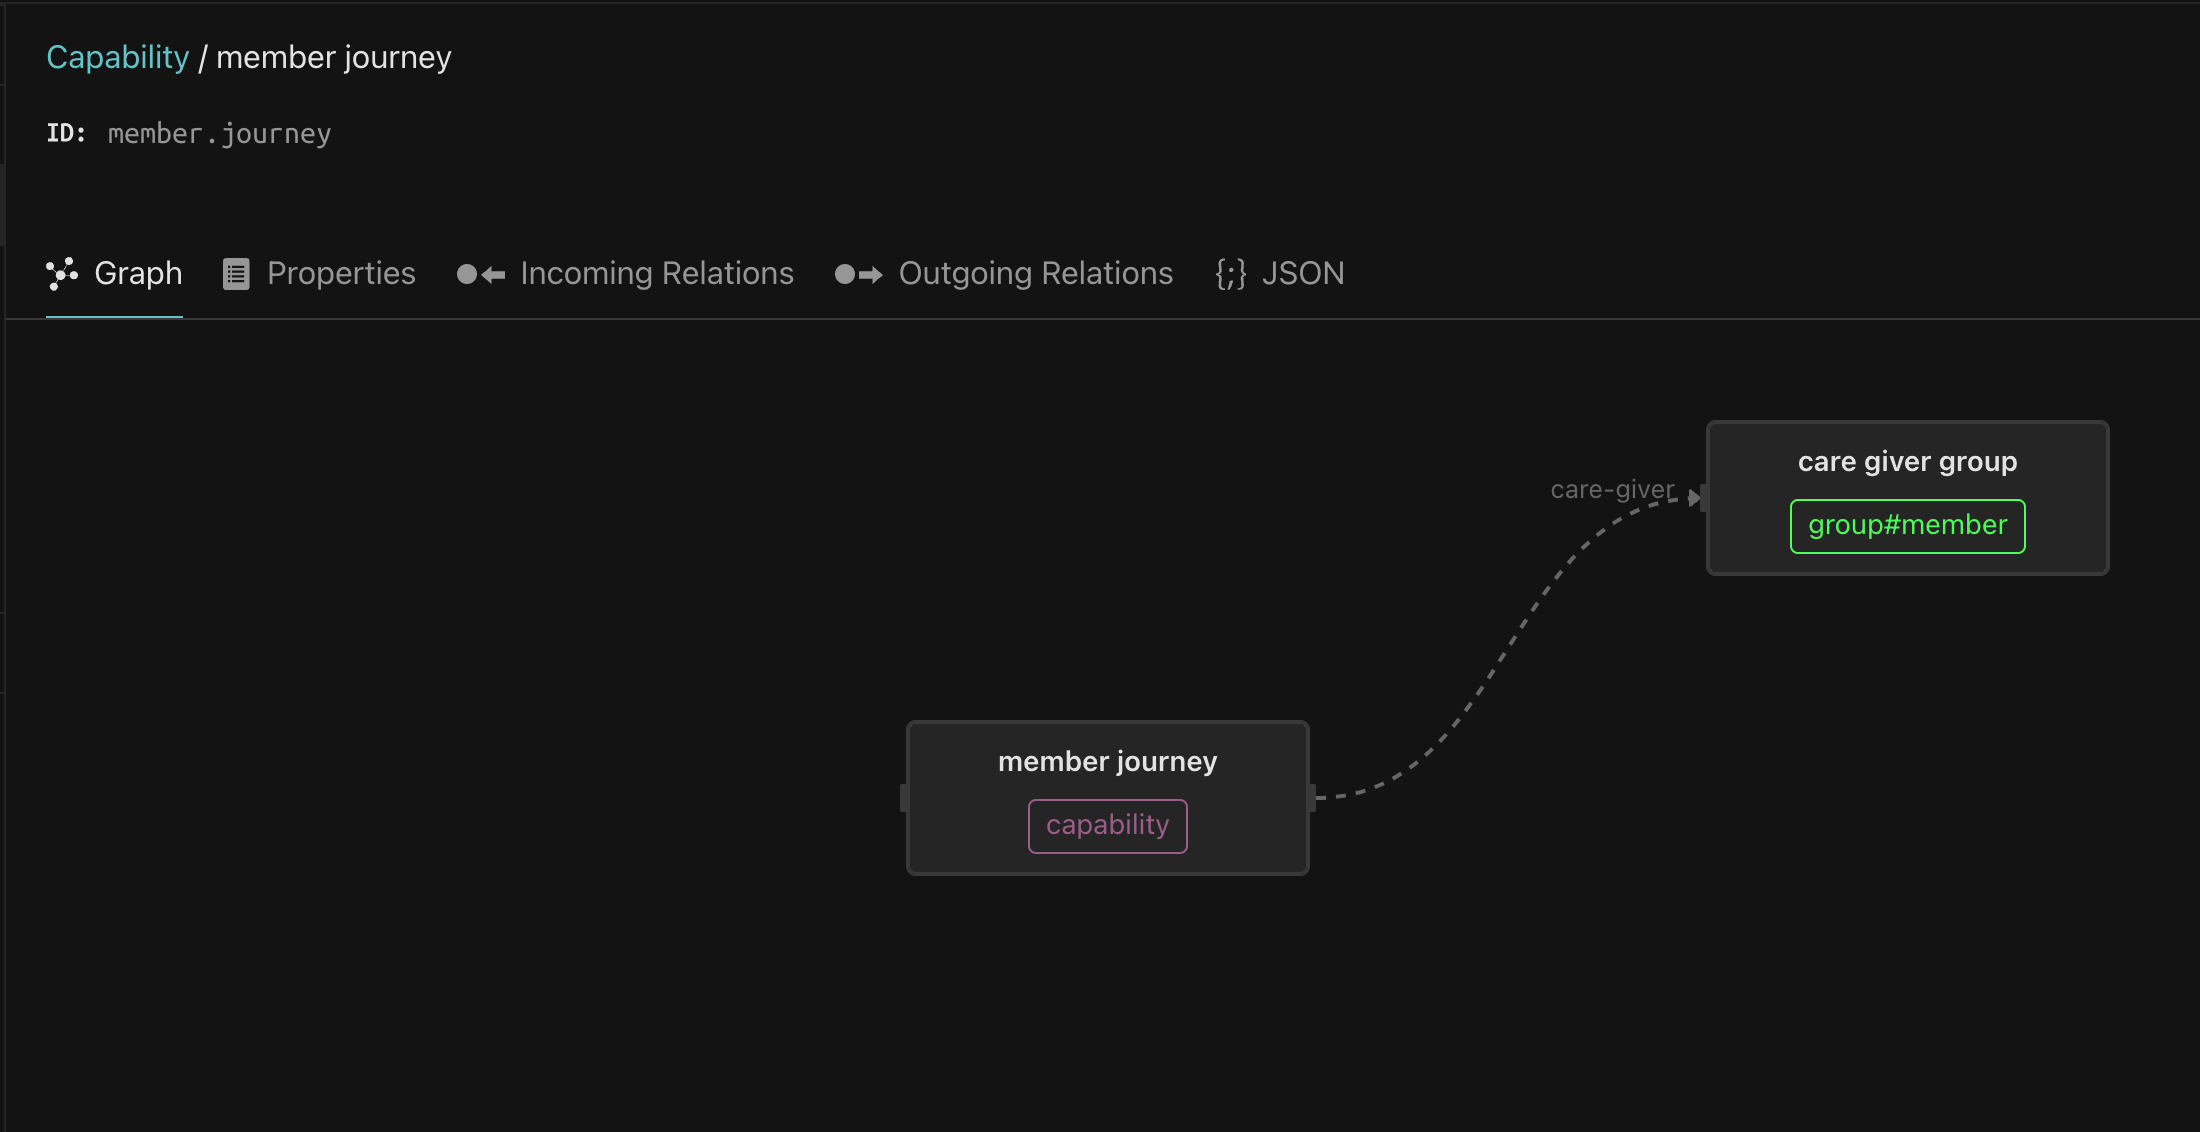 Capability / member journey
ID: member.journey
Graph Properties Incoming Relations Outgoing Relations {;} JSON
care giver group
care-giver
group#member
member journey
capability